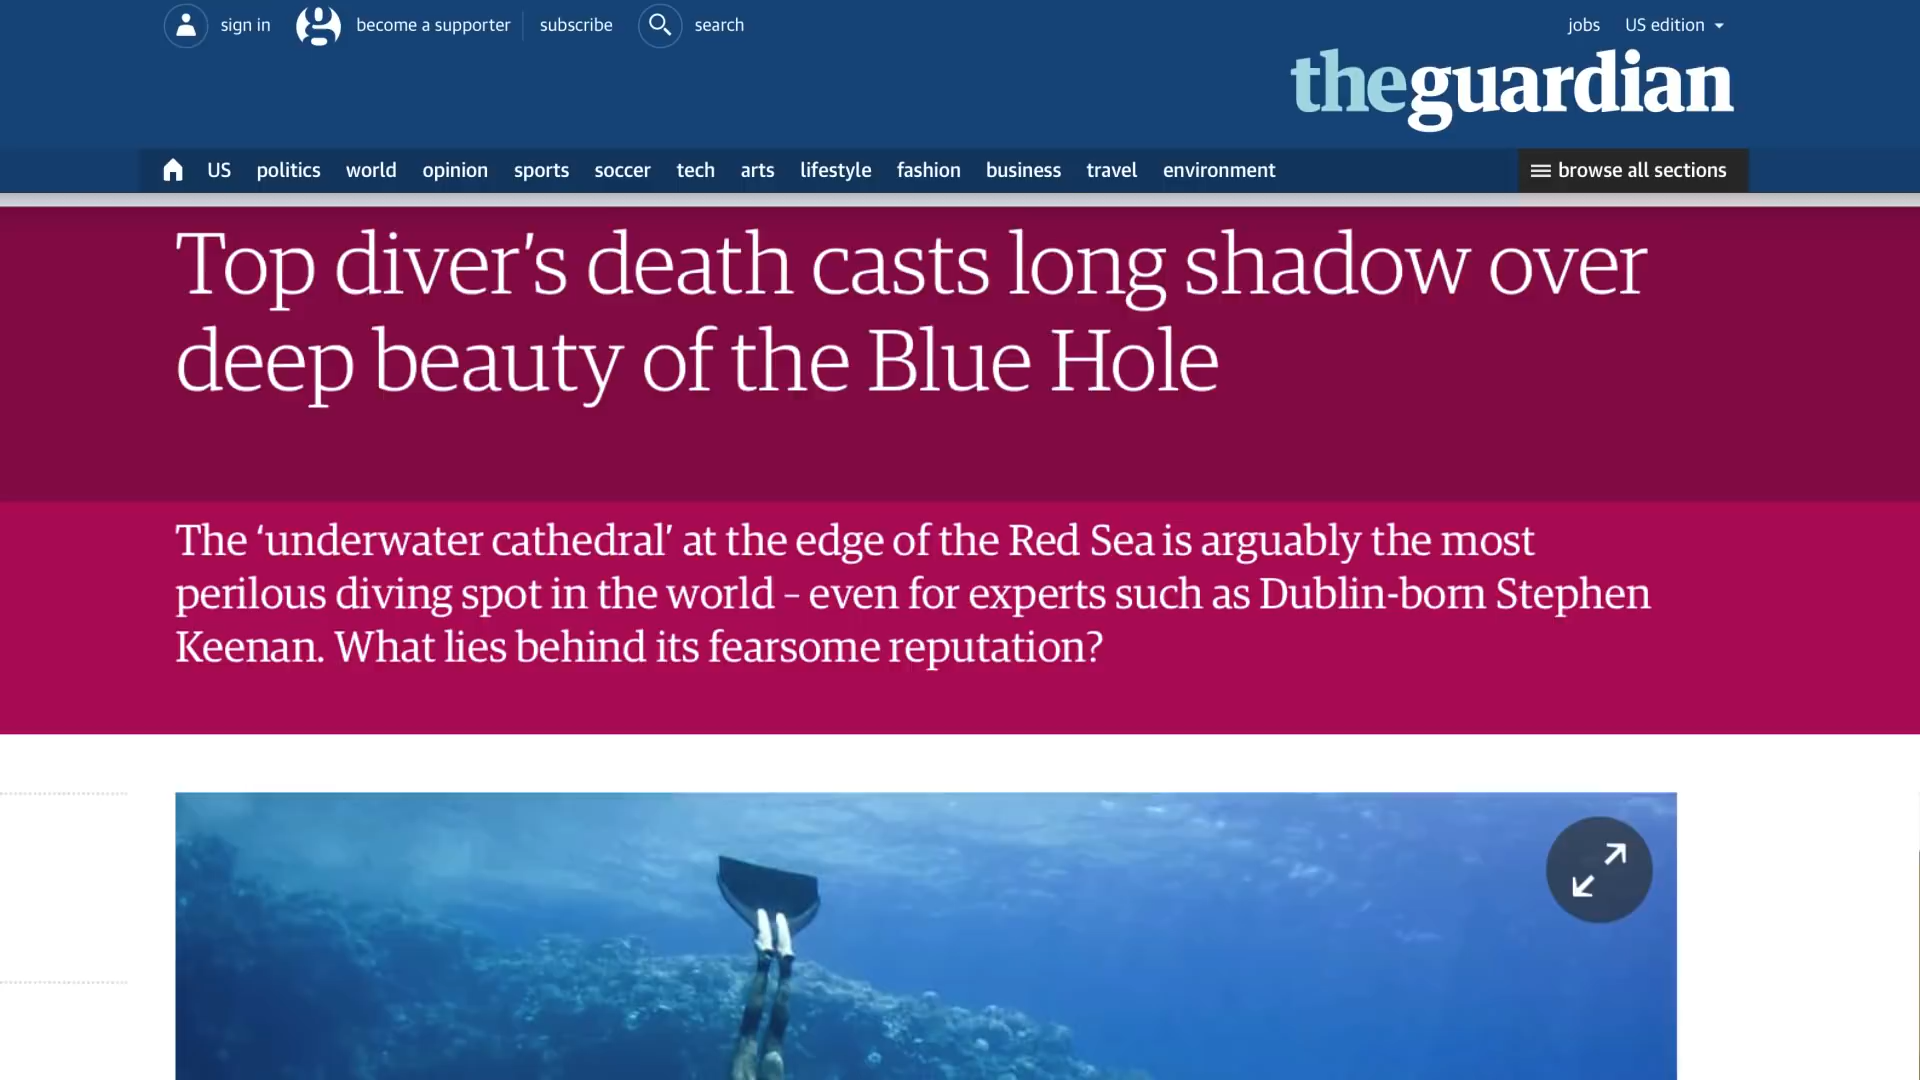 sign in become a supporter subscribe search jobs US edition
theguardian
US politics world opinion sports soccer tech arts lifestyle fashion business travel environment browse all sections
Top diver’s death casts long shadow over
deep beauty of the Blue Hole
The ‘underwater cathedral’ at the edge of the Red Sea is arguably the most
perilous diving spot in the world – even for experts such as Dublin-born Stephen
Keenan. What lies behind its fearsome reputation?